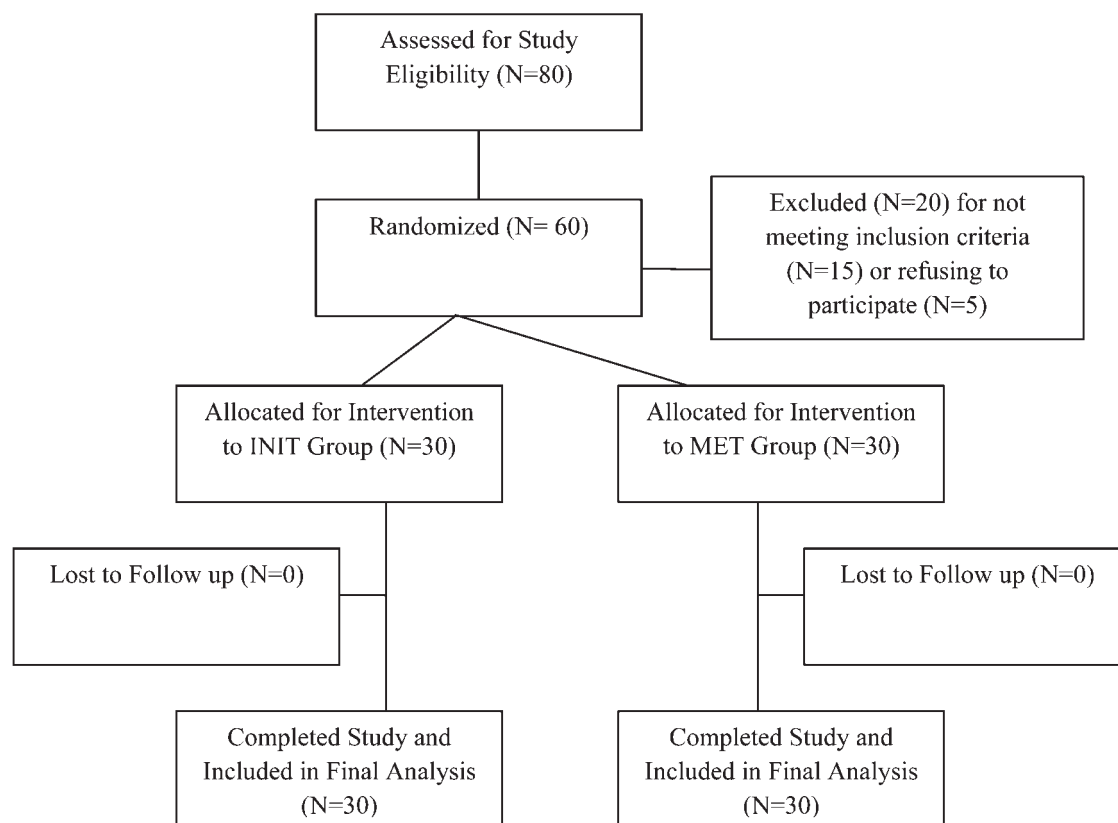 Assessed for Study
Eligibility (N=80)
Randomized (N= 60)
Excluded (N=20) for not
meeting inclusion criteria
(N=15) or refusing to
participate (N=5)
Allocated for Intervention
to INIT Group (N=30)
Allocated for Intervention
to MET Group (N=30)
Lost to Follow up (N=0)
Lost to Follow up (N=0)
Completed Study and
Included in Final Analysis
(N=30)
Completed Study and
Included in Final Analysis
(N=30)